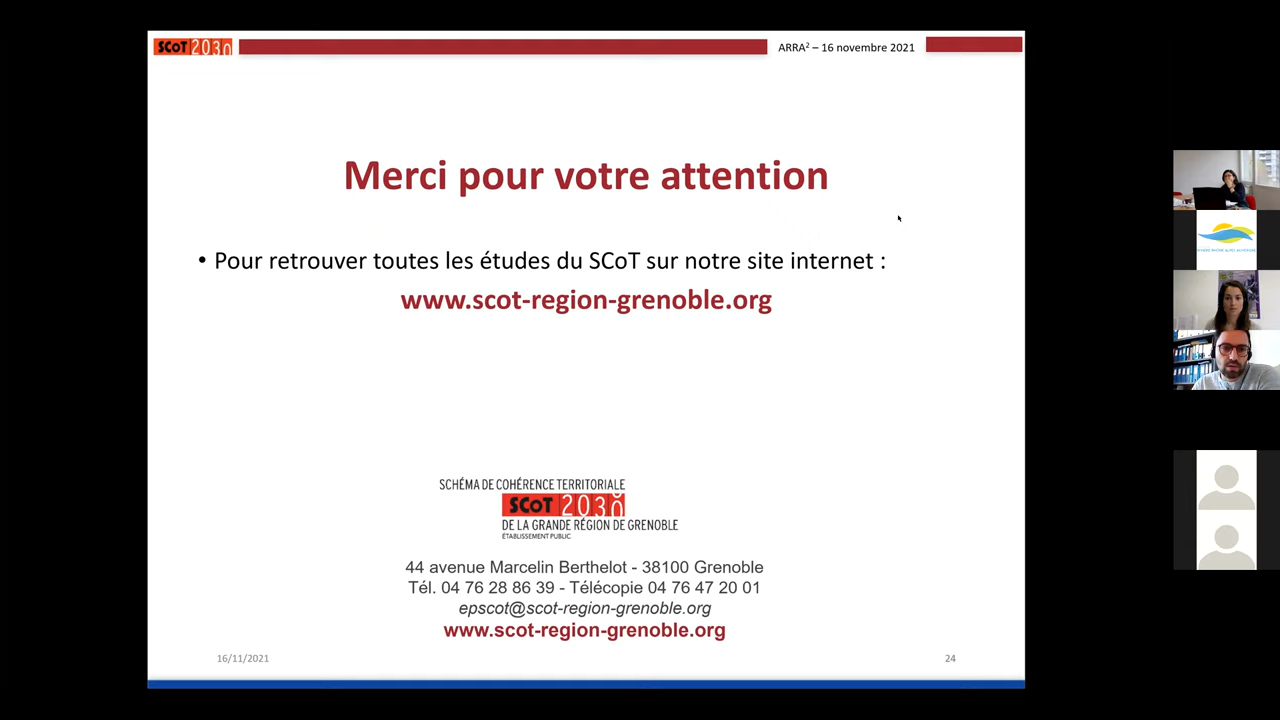 SCoT 2030
ARRA² – 16 novembre 2021
Merci pour votre attention
• Pour retrouver toutes les études du SCoT sur notre site internet :
www.scot-region-grenoble.org
SCHÉMA DE COHÉRENCE TERRITORIALE
SCoT 2030
DE LA GRANDE RÉGION DE GRENOBLE
ÉTABLISSEMENT PUBLIC
44 avenue Marcelin Berthelot - 38100 Grenoble
Tél. 04 76 28 86 39 - Télécopie 04 76 47 20 01
epscot@scot-region-grenoble.org
www.scot-region-grenoble.org
16/11/2021
24